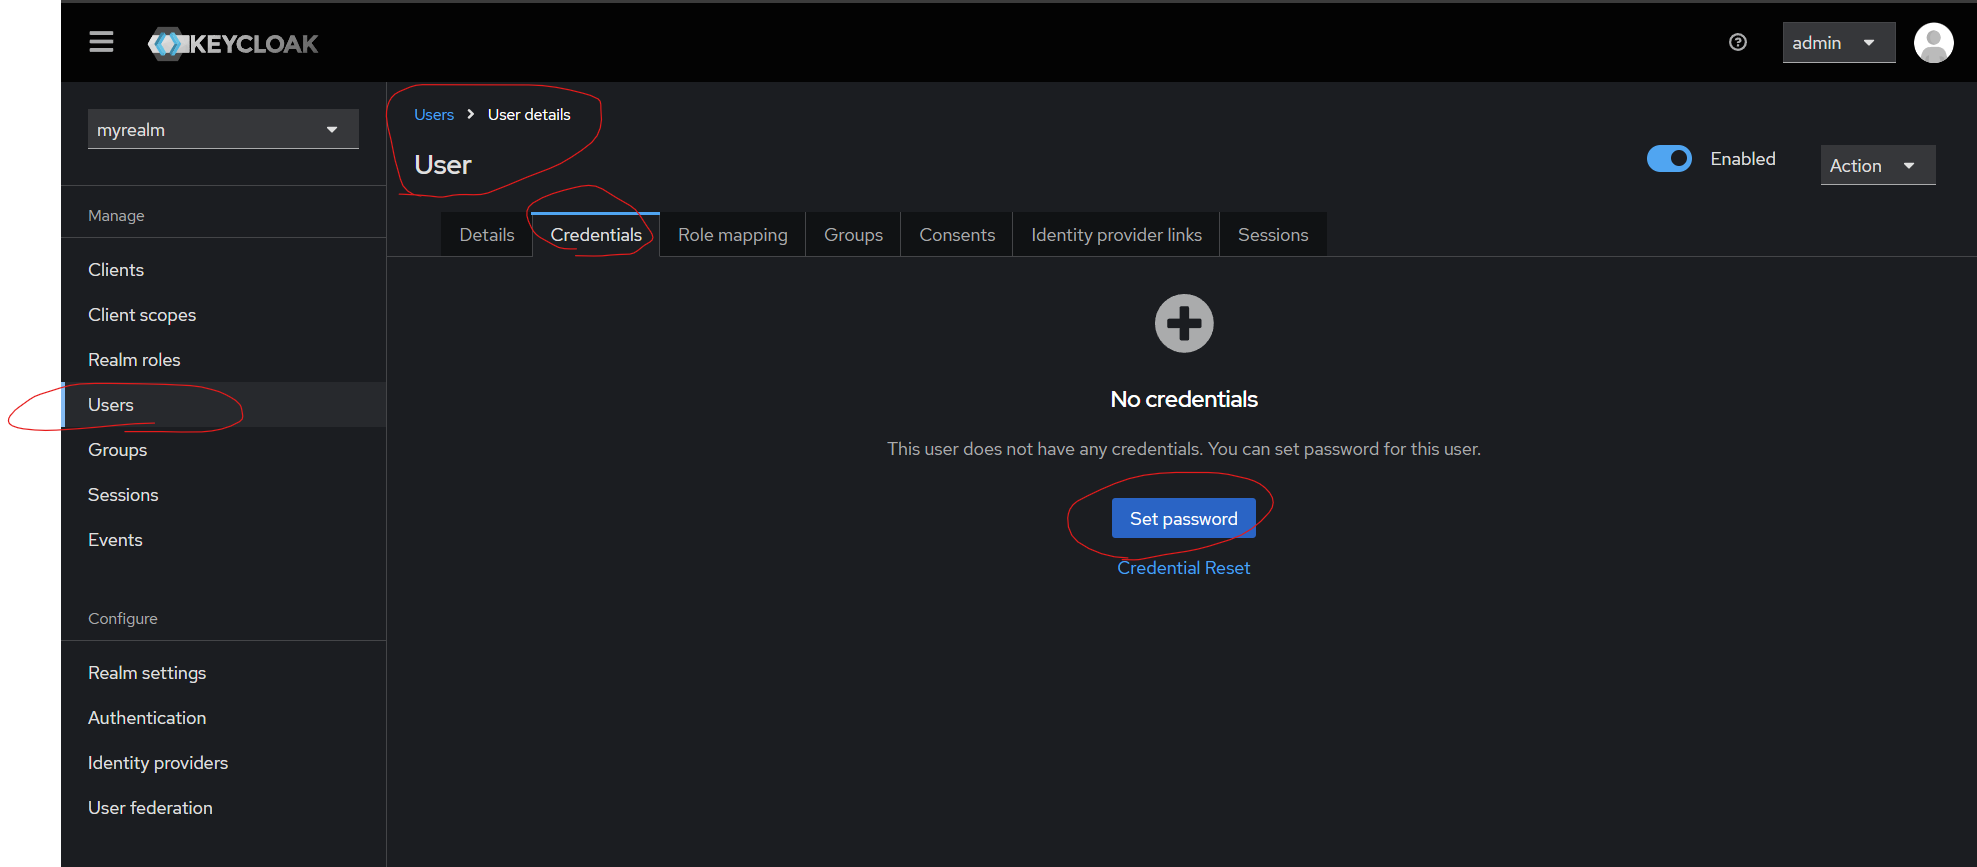 KEYCLOAK
admin
myrealm
Manage
Clients
Client scopes
Realm roles
Users
Groups
Sessions
Events
Configure
Realm settings
Authentication
Identity providers
User federation
Users > User details
User
Enabled
Action
Details Credentials Role mapping Groups Consents Identity provider links Sessions
No credentials
This user does not have any credentials. You can set password for this user.
Set password
Credential Reset